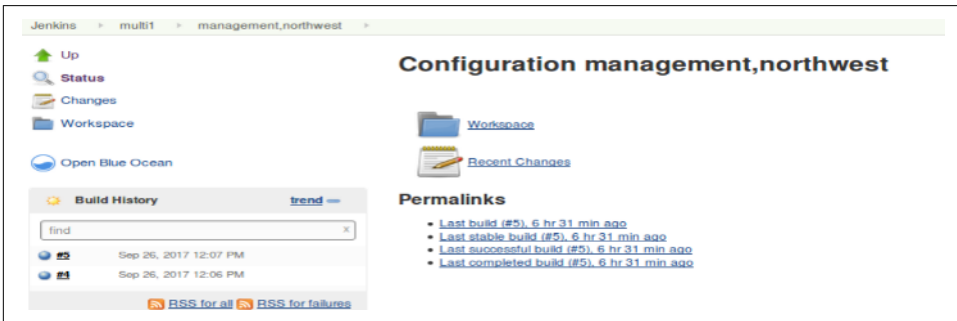 Jenkins multi1 management,northwest
Up
Status
Changes
Workspace
Open Blue Ocean
Build History trend
find x
#5 Sep 26, 2017 12:07 PM
#4 Sep 26, 2017 12:06 PM
RSS for all RSS for failures
Configuration management,northwest
Workspace
Recent Changes
Permalinks
• Last build (#5), 6 hr 31 min ago
• Last stable build (#5), 6 hr 31 min ago
• Last successful build (#5), 6 hr 31 min ago
• Last completed build (#5), 6 hr 31 min ago